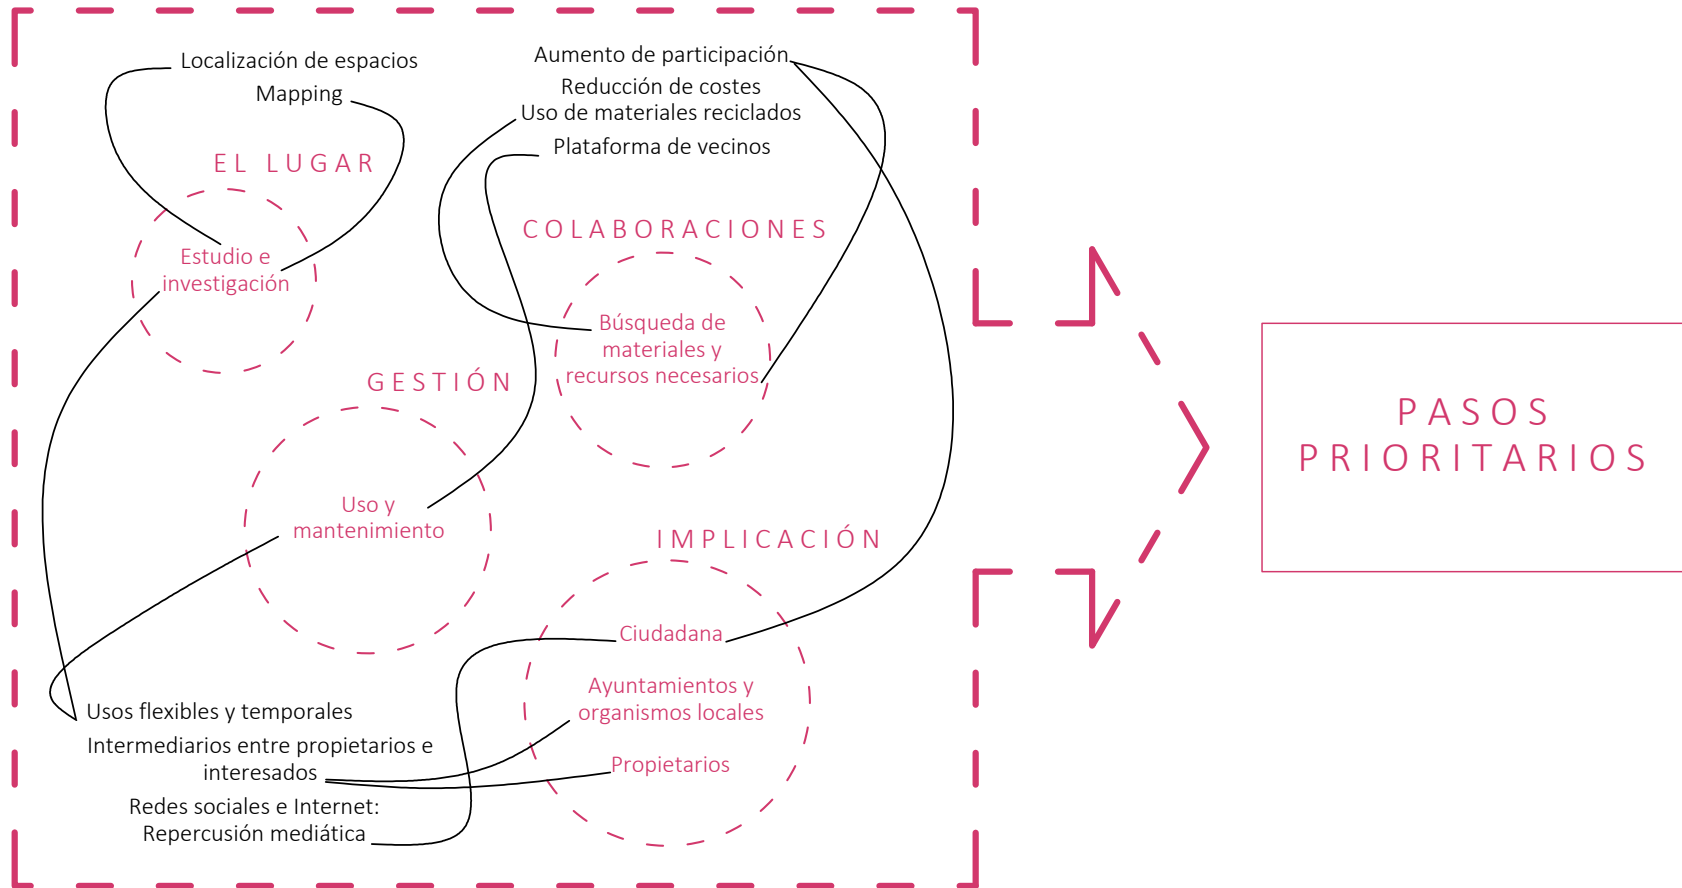 Localización de espacios
Mapping
EL LUGAR
Estudio e
investigación
Aumento de participación
Reducción de costes
Uso de materiales reciclados
Plataforma de vecinos
COLABORACIONES
Búsqueda de
materiales y
recursos necesarios
GESTIÓN
Uso y
mantenimiento
IMPLICACIÓN
Ciudadana
Ayuntamientos y
organismos locales
Propietarios
Usos flexibles y temporales
Intermediarios entre propietarios e
interesados
Redes sociales e Internet:
Repercusión mediática
PASOS
PRIORITARIOS